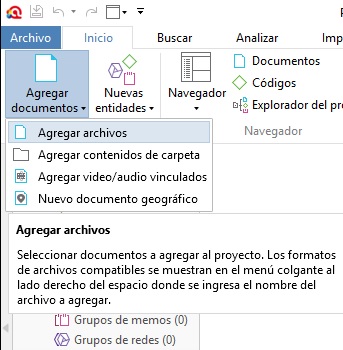 Archivo Inicio Buscar Analizar
Agregar documentos
Nuevas entidades
Navegador
Documentos
Códigos
Explorador del
Navegador
Agregar archivos
Agregar contenidos de carpeta
Agregar video/audio vinculados
Nuevo documento geográfico
Agregar archivos
Seleccionar documentos a agregar al proyecto. Los formatos
de archivos compatibles se muestran en el menú colgante al
lado derecho del espacio donde se ingresa el nombre del
archivo a agregar.
Grupos de memos (0)
Grupos de redes (0)